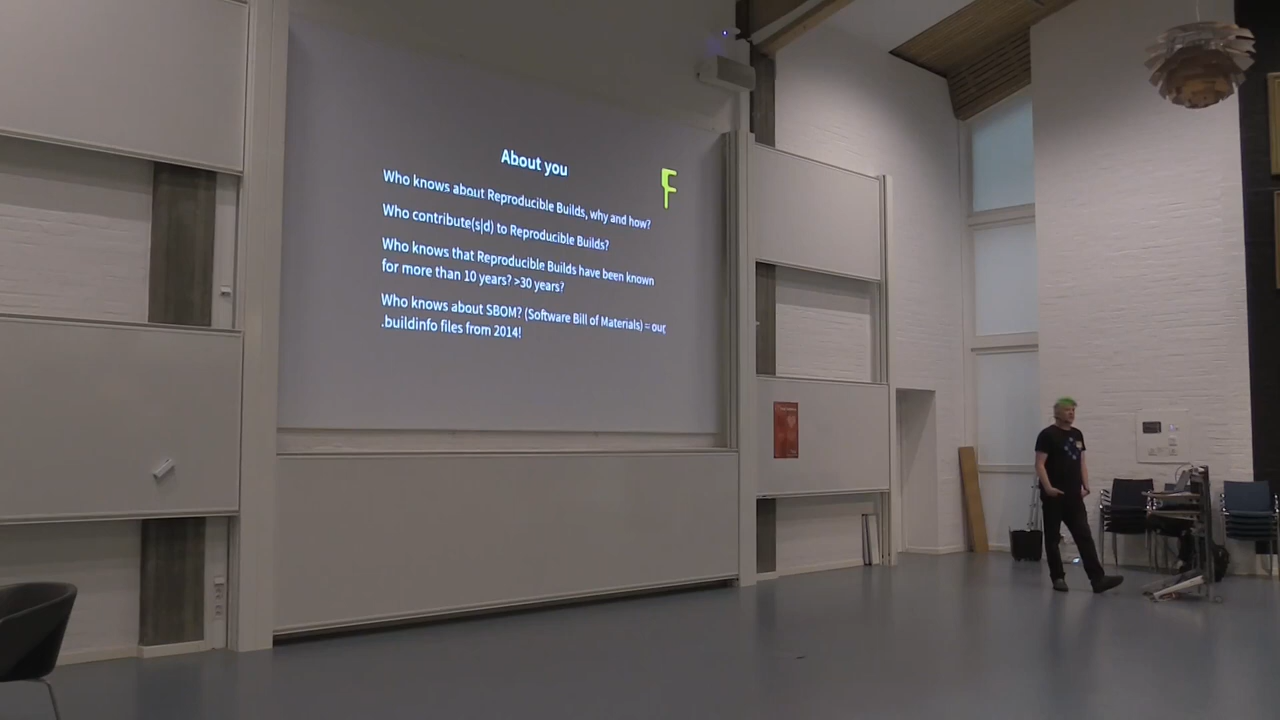 About you
Who knows about Reproducible Builds, why and how?
Who contribute(s|d) to Reproducible Builds?
Who knows that Reproducible Builds have been known
for more than 10 years? >30 years?
Who knows about SBOM? (Software Bill of Materials) = our
.buildinfo files from 2014!